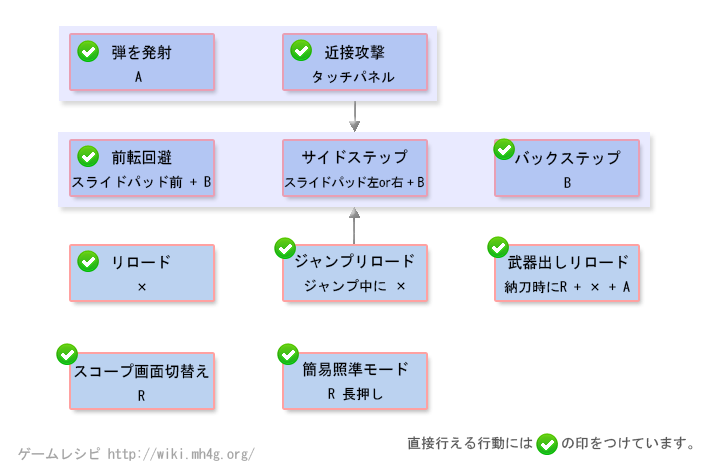 弾を発射
A
近接攻撃
タッチパネル
前転回避
スライドパッド前 + B
サイドステップ
スライドパッド左or右 + B
バックステップ
B
リロード
×
ジャンプリロード
ジャンプ中に ×
武器出しリロード
納刀時にR + × + A
スコープ画面切替え
R
簡易照準モード
R 長押し
直接行える行動には の印をつけています。
ゲームレシピ http://wiki.mh4g.org/